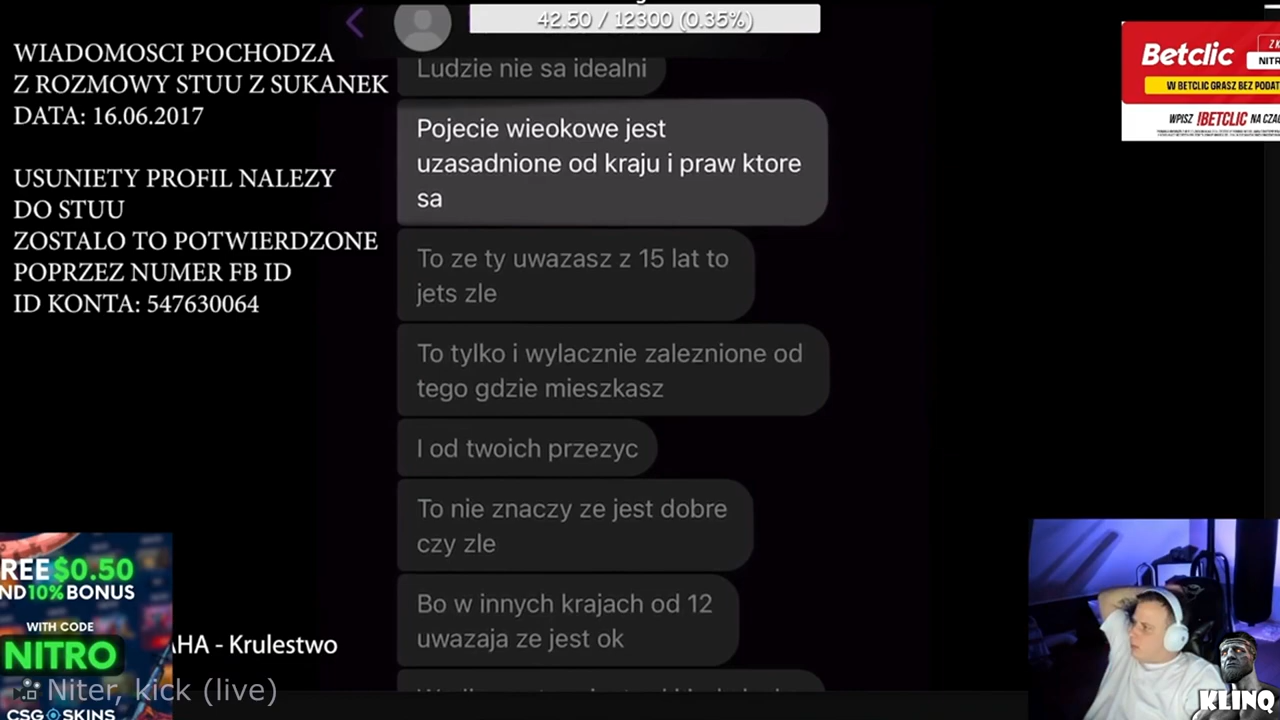 42.50 / 12300 (0.35%)
WIADOMOSCI POCHODZA
Z ROZMOWY STUU Z SUKANEK
DATA: 16.06.2017
USUNIETY PROFIL NALEZY
DO STUU
ZOSTALO TO POTWIERDZONE
POPRZEZ NUMER FB ID
ID KONTA: 547630064
Ludzie nie sa idealni
Pojecie wieokowe jest
uzasadnione od kraju i praw ktore
sa
To ze ty uwazasz z 15 lat to
jets zle
To tylko i wylacznie zaleznione od
tego gdzie mieszkasz
I od twoich przezyc
To nie znaczy ze jest dobre
czy zle
Bo w innych krajach od 12
uwazaja ze jest ok
Betclic
Z K
NITR
W BETCLIC GRASZ BEZ PODAT
WPISZ !BETCLIC NA CZA
REE $0.50
ND 10% BONUS
WITH CODE
NITRO
CSG SKINS
AHA - Krulestwo
Niter, kick (live)
KLINQ